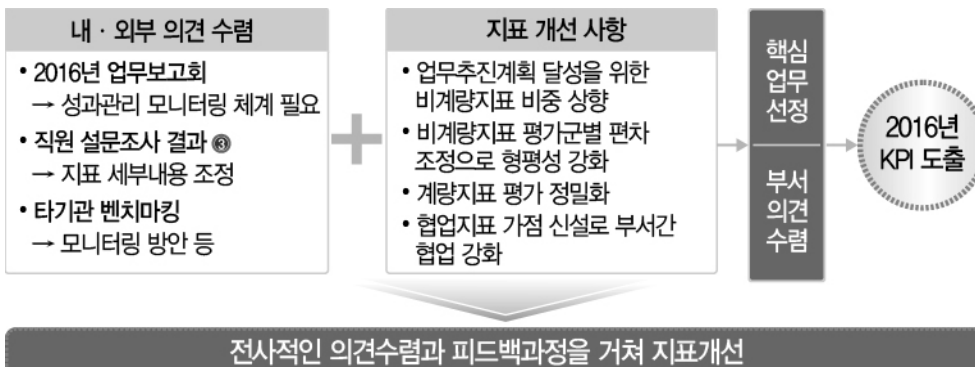 내 · 외부 의견 수렴
• 2016년 업무보고회
→ 성과관리 모니터링 체계 필요
• 직원 설문조사 결과 ❸
→ 지표 세부내용 조정
• 타기관 벤치마킹
→ 모니터링 방안 등
지표 개선 사항
• 업무추진계획 달성을 위한
비계량지표 비중 상향
• 비계량지표 평가군별 편차
조정으로 형평성 강화
• 계량지표 평가 정밀화
• 협업지표 가점 신설로 부서간
협업 강화
핵심
업무
선정
부서
의견
수렴
2016년
KPI 도출
전사적인 의견수렴과 피드백과정을 거쳐 지표개선